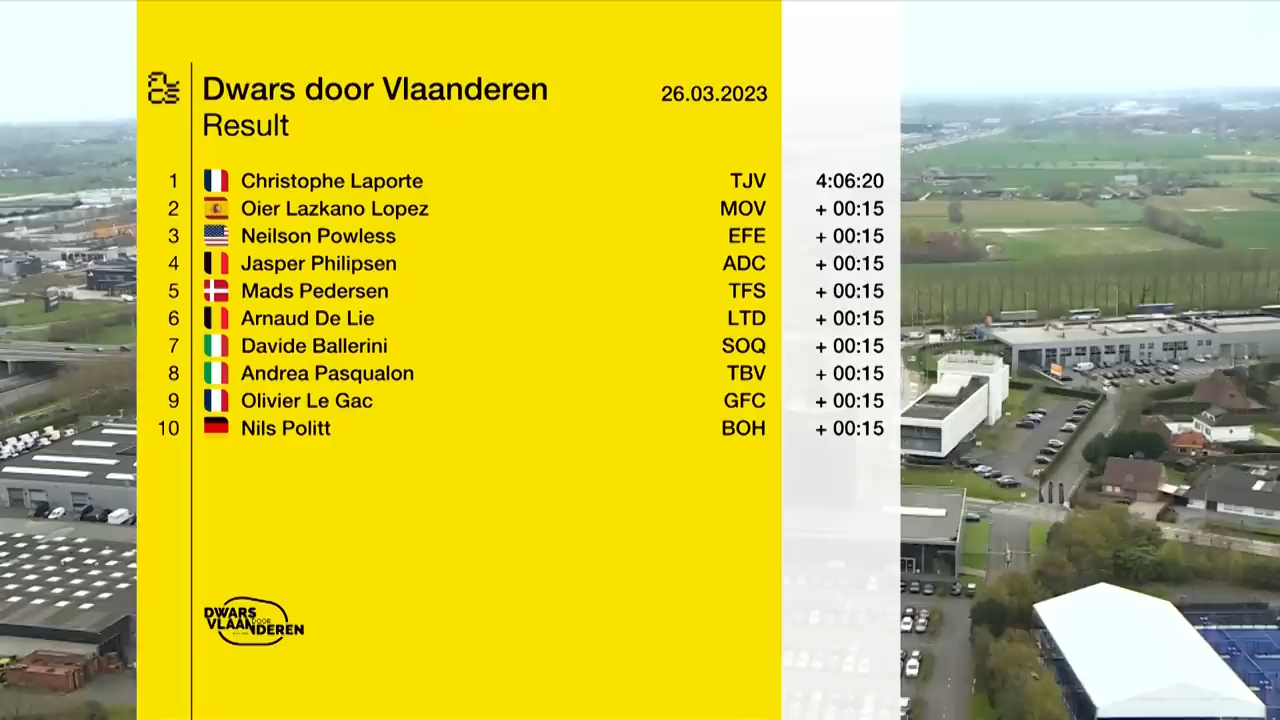 Dwars door Vlaanderen 26.03.2023
Result
1 Christophe Laporte TJV 4:06:20
2 Oier Lazkano Lopez MOV + 00:15
3 Neilson Powless EFE + 00:15
4 Jasper Philipsen ADC + 00:15
5 Mads Pedersen TFS + 00:15
6 Arnaud De Lie LTD + 00:15
7 Davide Ballerini SOQ + 00:15
8 Andrea Pasqualon TBV + 00:15
9 Olivier Le Gac GFC + 00:15
10 Nils Politt BOH + 00:15
DWARS
DOOR
VLAANDEREN